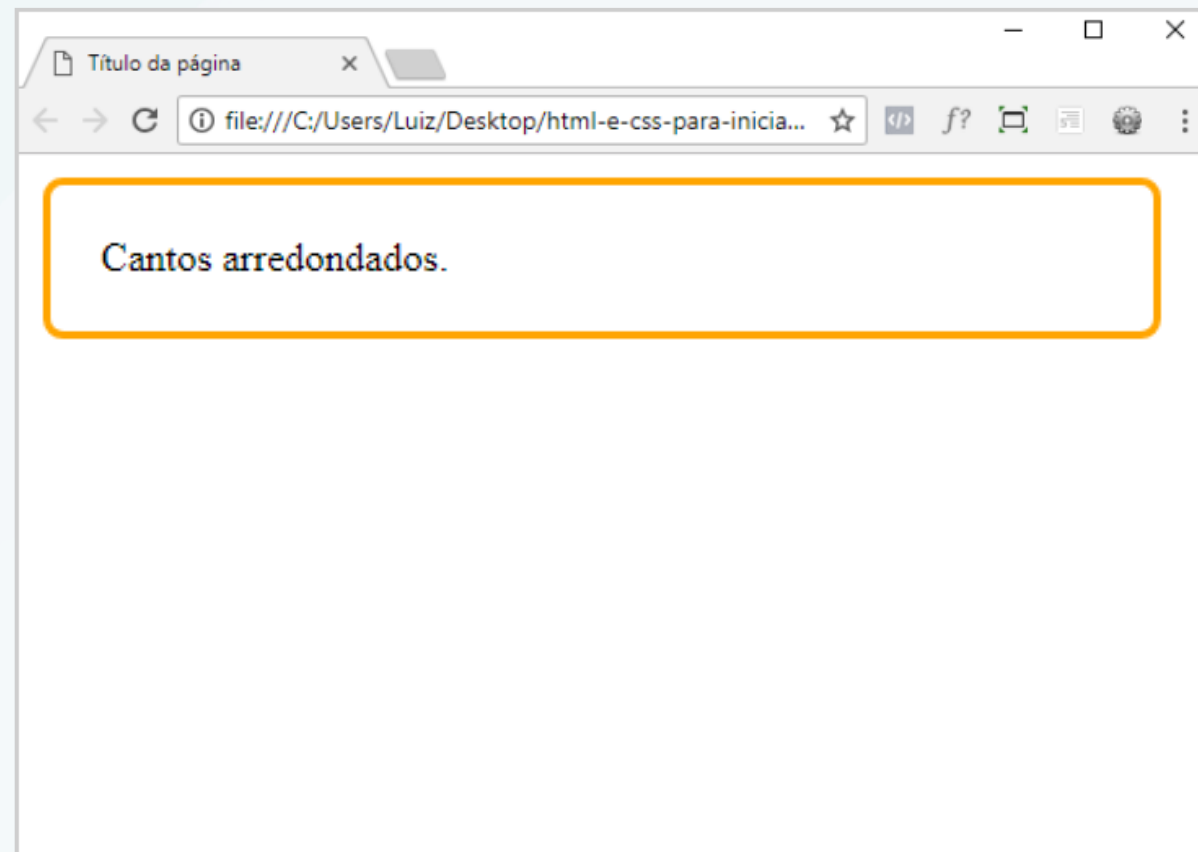 Título da página
file:///C:/Users/Luiz/Desktop/html-e-css-para-inicia...
f?
Cantos arredondados.